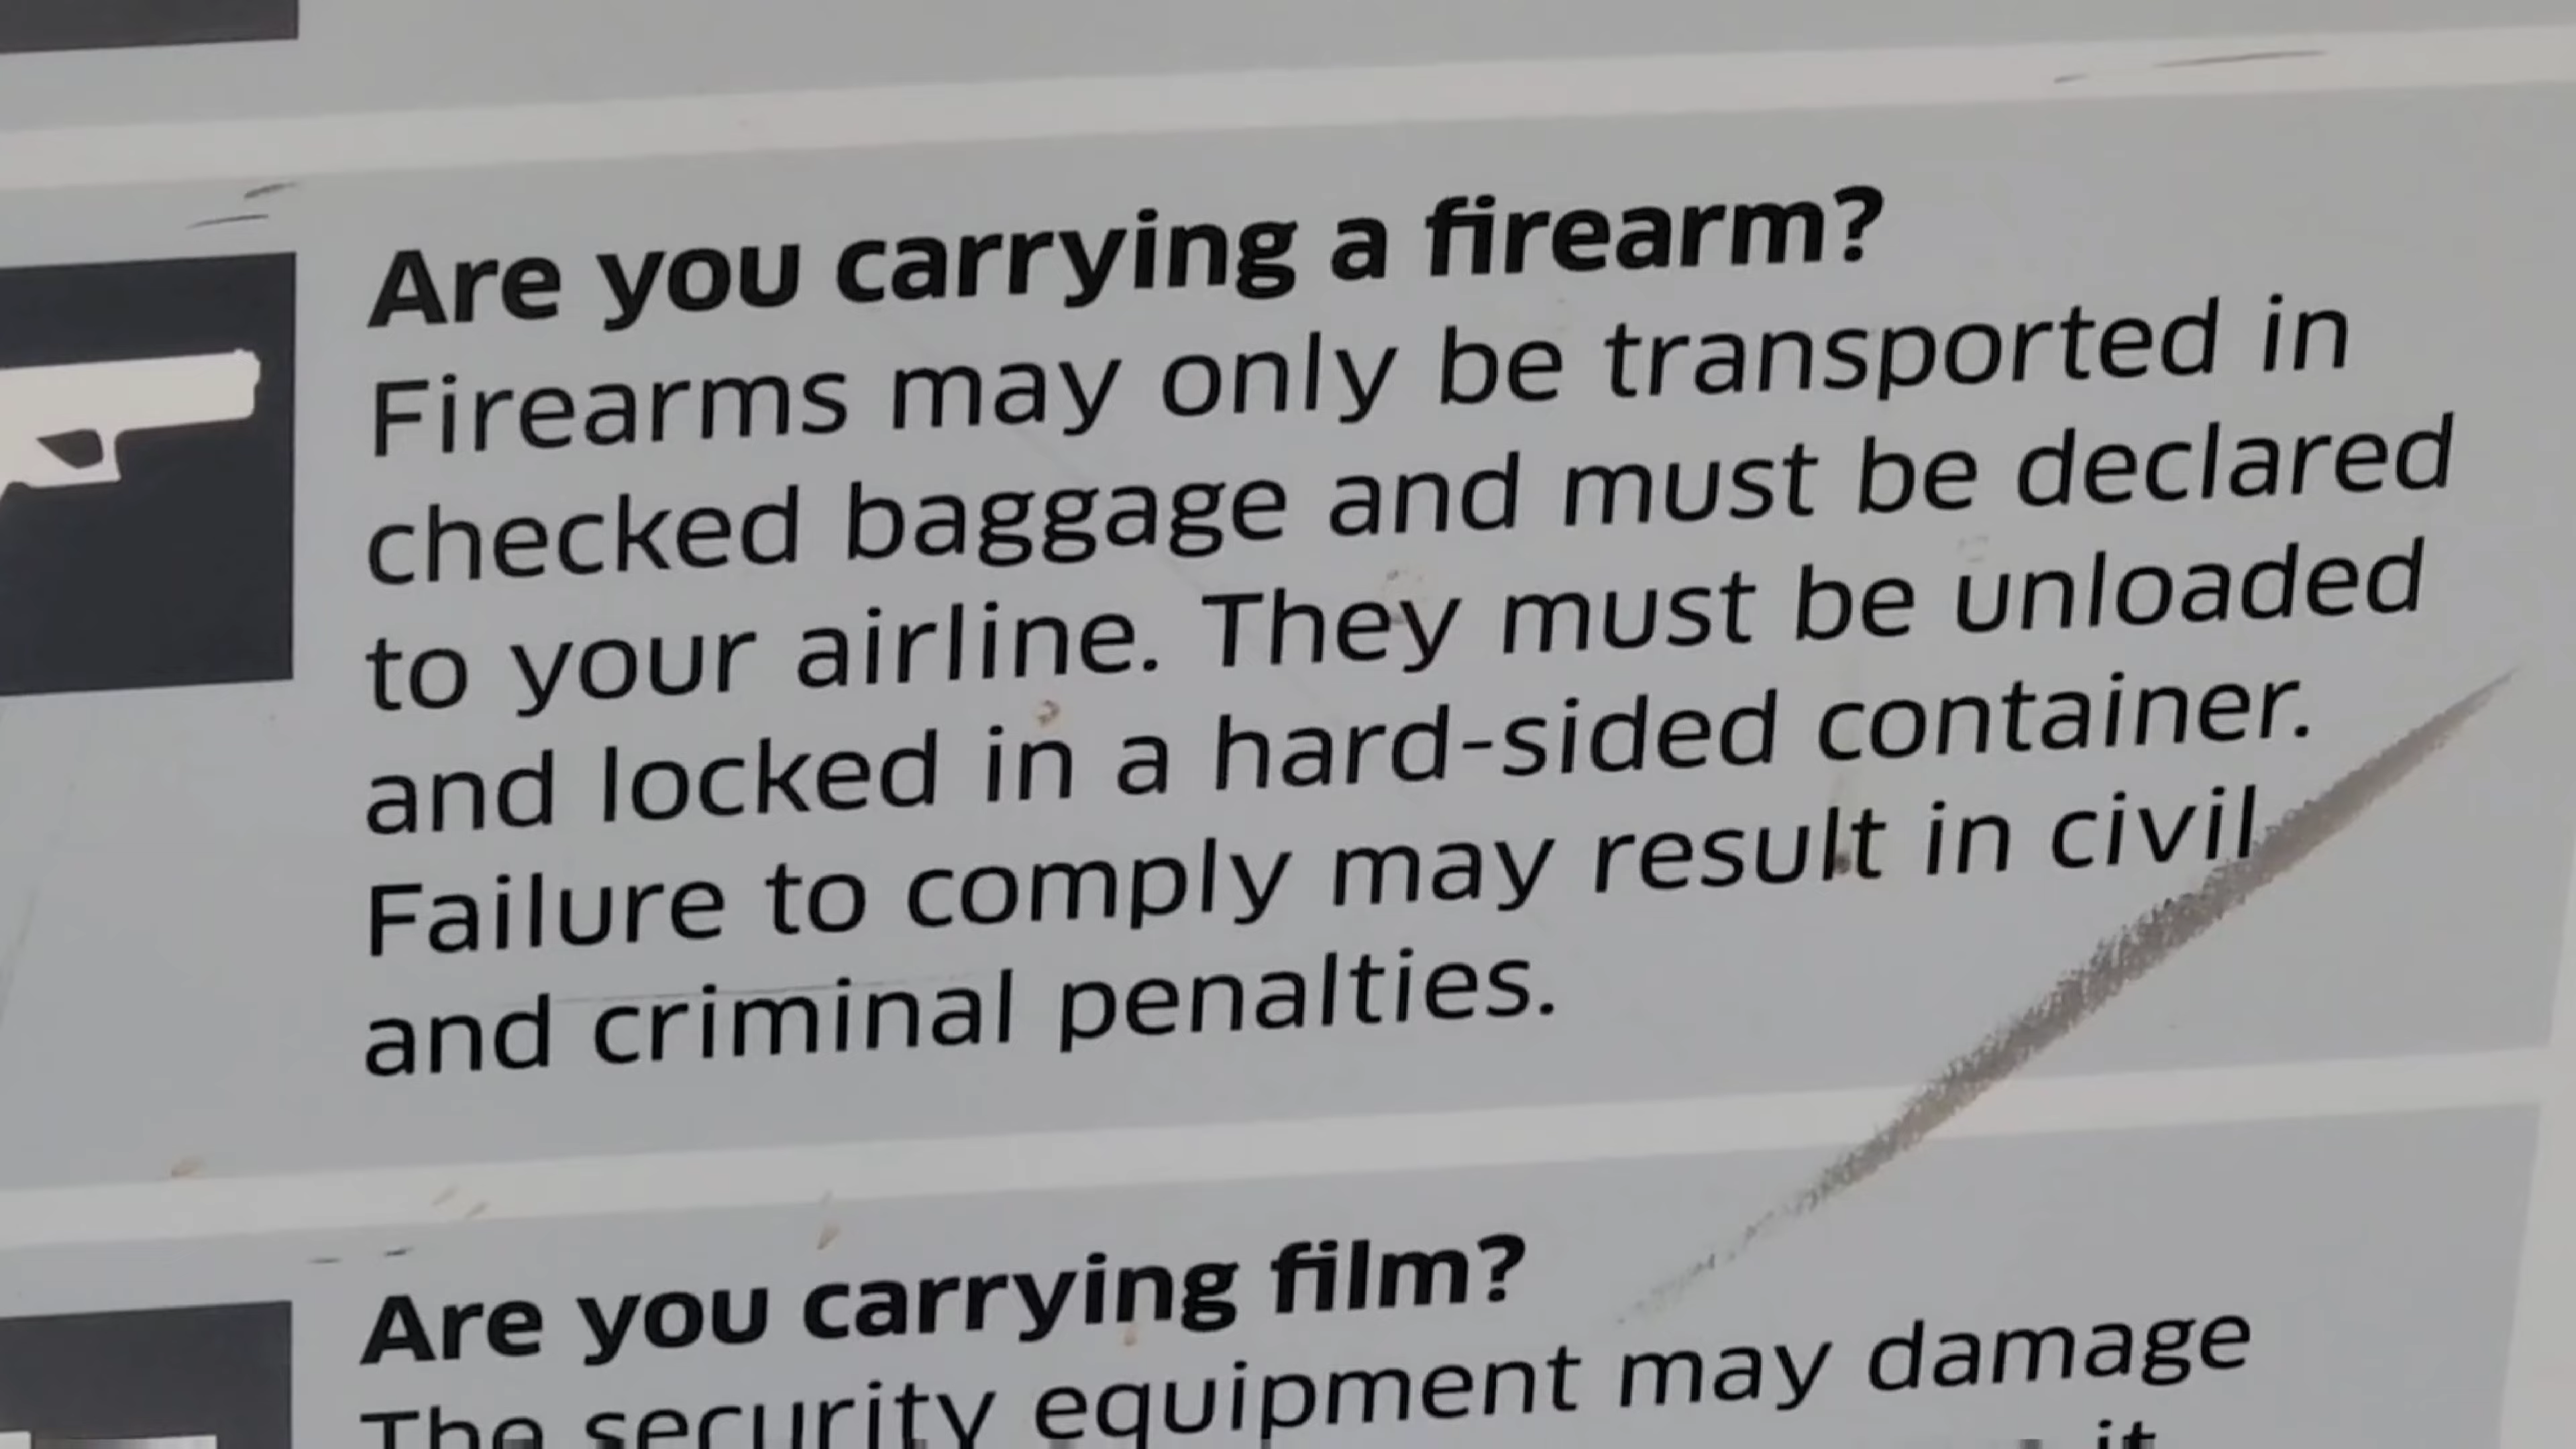 Are you carrying a firearm?
Firearms may only be transported in
checked baggage and must be declared
to your airline. They must be unloaded
and locked in a hard-sided container.
Failure to comply may result in civil
and criminal penalties.
Are you carrying film?
The security equipment may damage
it